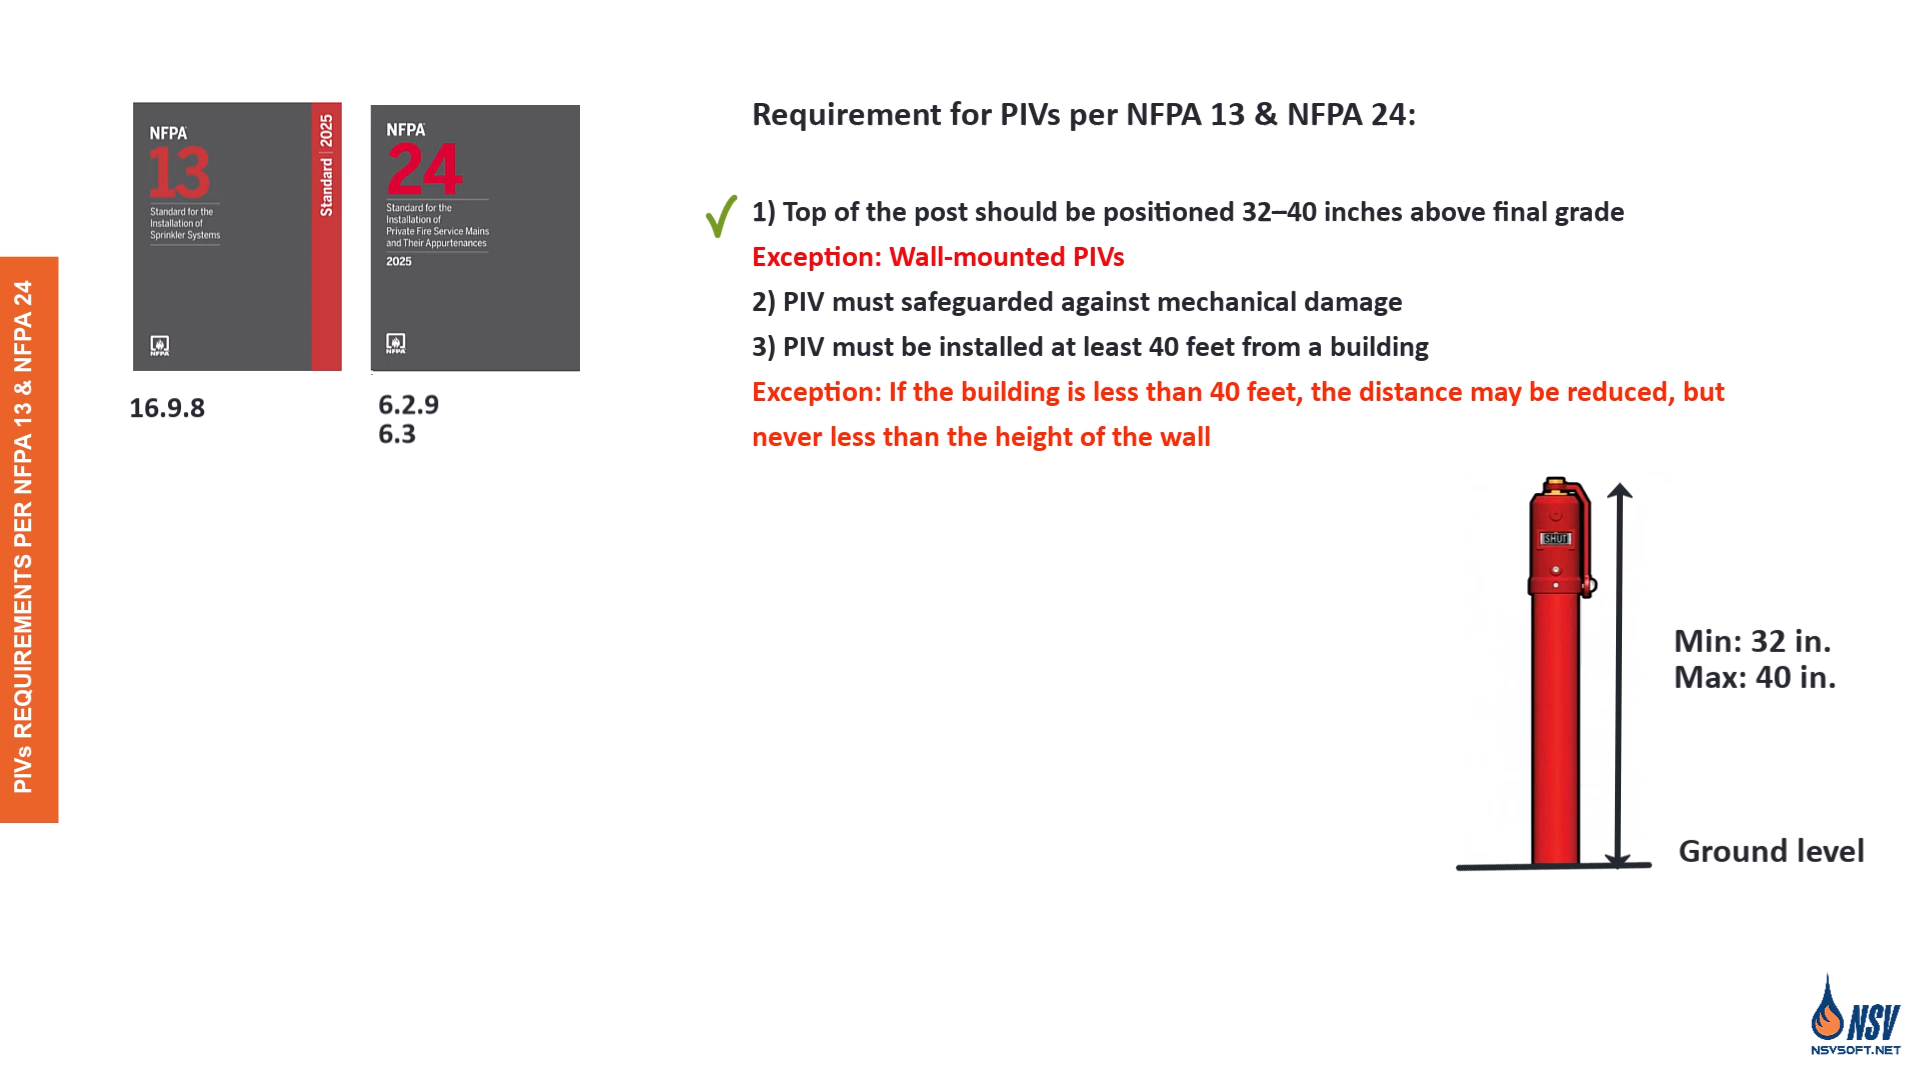 PIVs REQUIREMENTS PER NFPA 13 & NFPA 24
NFPA
13
Standard for the
Installation of
Sprinkler Systems
Standard | 2025
NFPA
16.9.8
NFPA
24
Standard for the
Installation of
Private Fire Service Mains
and Their Appurtenances
2025
NFPA
6.2.9
6.3
Requirement for PIVs per NFPA 13 & NFPA 24:
1) Top of the post should be positioned 32–40 inches above final grade
Exception: Wall-mounted PIVs
2) PIV must safeguarded against mechanical damage
3) PIV must be installed at least 40 feet from a building
Exception: If the building is less than 40 feet, the distance may be reduced, but
never less than the height of the wall
SHUT
Min: 32 in.
Max: 40 in.
Ground level
NSV
NSVSOFT.NET